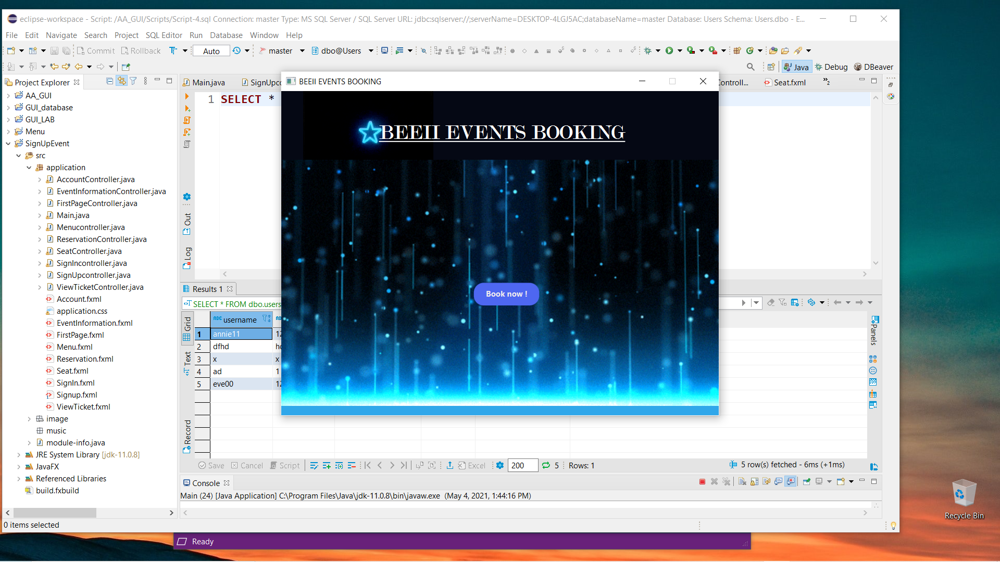 eclipse-workspace - Script: /AA_GUI/Scripts/Script-4.sql Connection: master Type: MS SQL Server / SQL Server URL: jdbc:sqlserver://;serverName=DESKTOP-4LGJ5AC;databaseName=master Database: Users Schema: Users.dbo - E...
File Edit Navigate Search Project SQL Editor Run Database Window Help
Commit Rollback Auto master dbo@Users
Java Debug DBeaver
Project Explorer
AA_GUI
GUI_database
GUI_LAB
Menu
SignUpEvent
src
application
AccountController.java
EventInformationController.java
FirstPageController.java
Main.java
Menucontroller.java
ReservationController.java
SeatController.java
SignIncontroller.java
SignUpcontroller.java
ViewTicketController.java
Account.fxml
application.css
EventInformation.fxml
FirstPage.fxml
Menu.fxml
Reservation.fxml
Seat.fxml
SignIn.fxml
Signup.fxml
ViewTicket.fxml
image
music
module-info.java
JRE System Library [jdk-11.0.8]
JavaFX
Referenced Libraries
build.fxbuild
0 items selected
Main.java SignUpco Controll... Seat.fxml »2
1 SELECT *
Out
Log
BEEII EVENTS BOOKING
BEEII EVENTS BOOKING
Book now !
Results 1
SELECT * FROM dbo.users
Grid
Text
Record
Panels
ABC username AB
1 annie11 12
2 dfhd hd
3 x x
4 ad 1
5 eve00 12
Save Cancel Script Excel 200 5 Rows: 1 5 row(s) fetched - 6ms (+1ms)
Console
Main (24) [Java Application] C:\Program Files\Java\jdk-11.0.8\bin\javaw.exe (May 4, 2021, 1:44:16 PM)
Ready
Recycle Bin